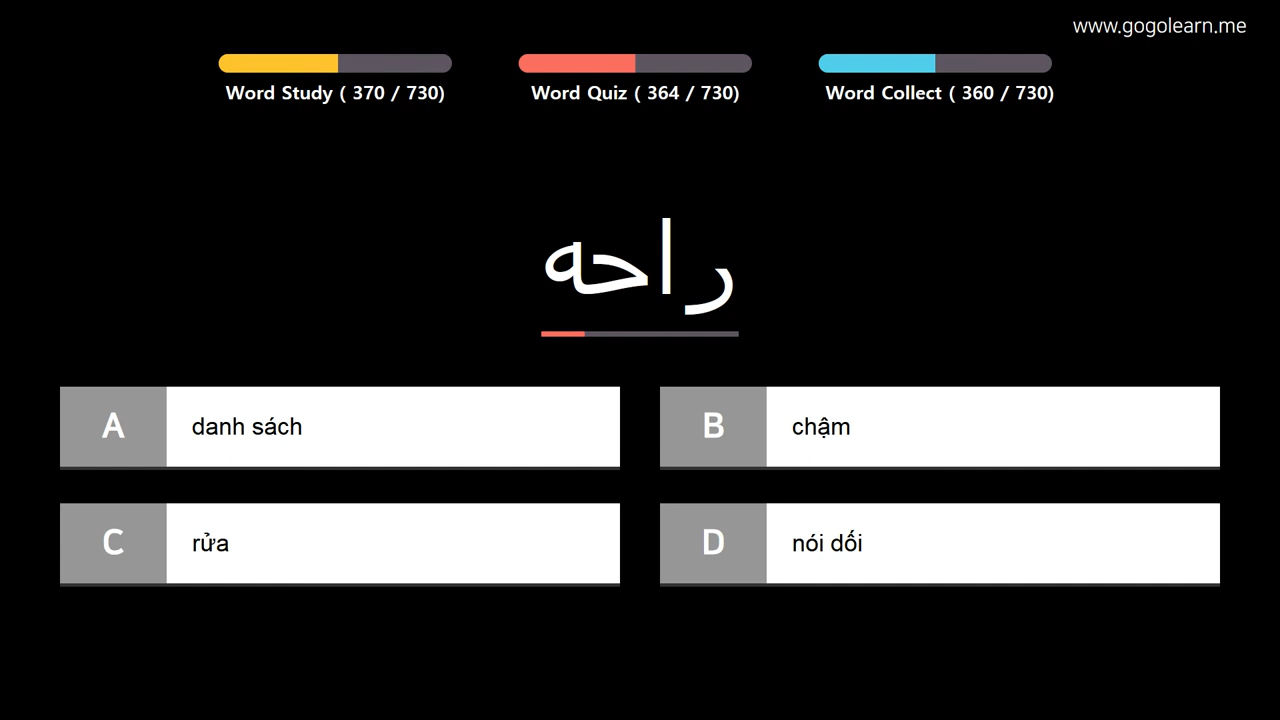 www.gogolearn.me
Word Study ( 370 / 730)
Word Quiz ( 364 / 730)
Word Collect ( 360 / 730)
راحه
A
danh sách
B
chậm
C
rửa
D
nói dối